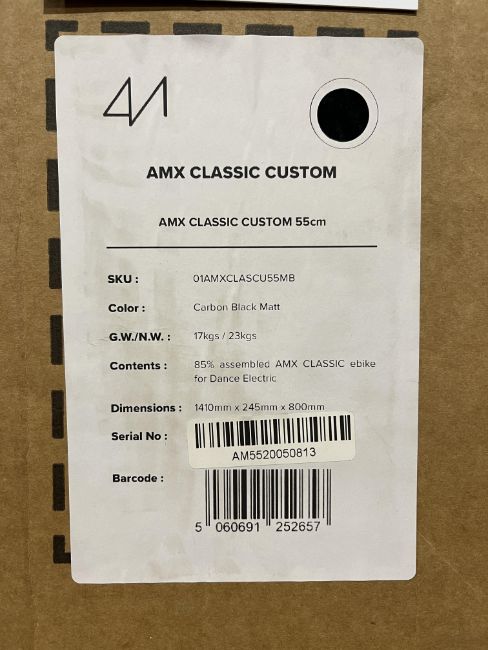 AMX CLASSIC CUSTOM
AMX CLASSIC CUSTOM 55cm
SKU : 01AMXCLASCU55MB
Color : Carbon Black Matt
G.W./N.W. : 17kgs / 23kgs
Contents : 85% assembled AMX CLASSIC ebike
for Dance Electric
Dimensions : 1410mm x 245mm x 800mm
Serial No :
AM5520050813
Barcode :
5 060691 252657